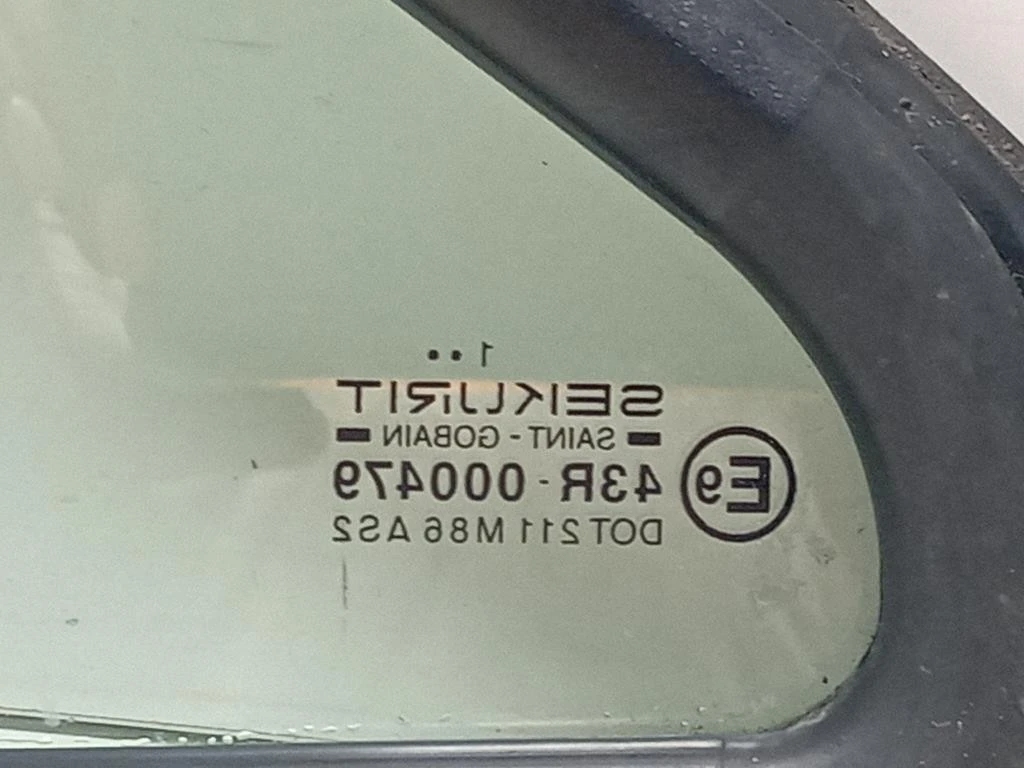 1 ••
SEKURIT
SAINT-GOBAIN
E9
43R-000479
DOT 211 M86 AS2